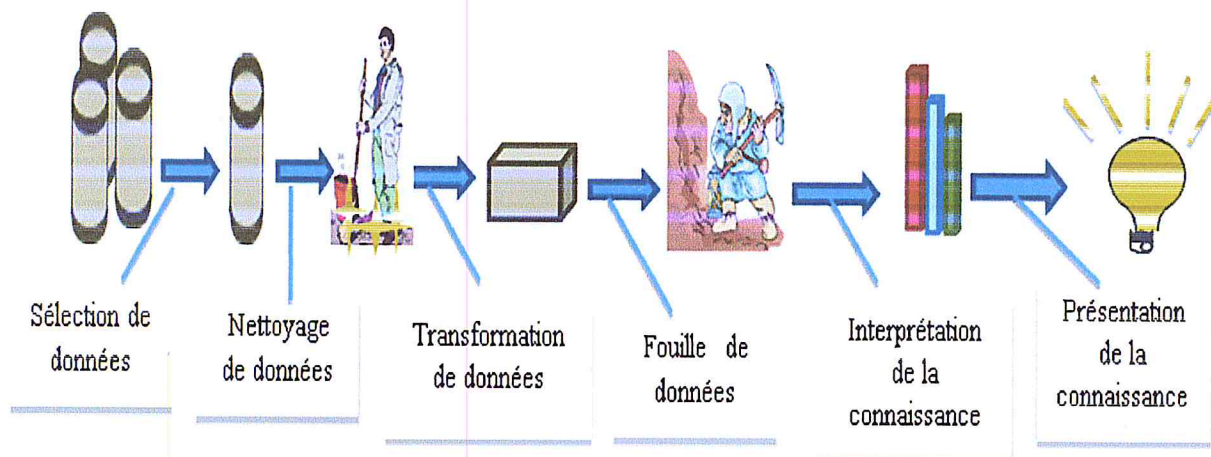 Sélection de
données
Nettoyage
de données
Transformation
de données
Fouille de
données
Interprétation
de la
connaissance
Présentation
de la
connaissance